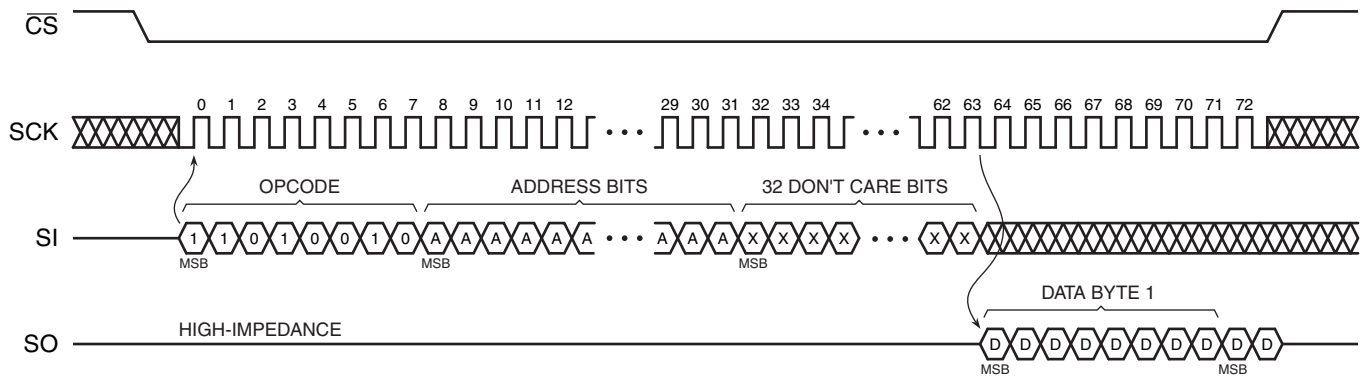 CS
0 1 2 3 4 5 6 7 8 9 10 11 12 29 30 31 32 33 34 62 63 64 65 66 67 68 69 70 71 72
SCK • • • • • •
OPCODE ADDRESS BITS 32 DON'T CARE BITS
SI 1 1 0 1 0 0 1 0 A A A A A A • • • A A A X X X X • • • X X
MSB MSB MSB
DATA BYTE 1
HIGH-IMPEDANCE
SO D D D D D D D D D D
MSB MSB